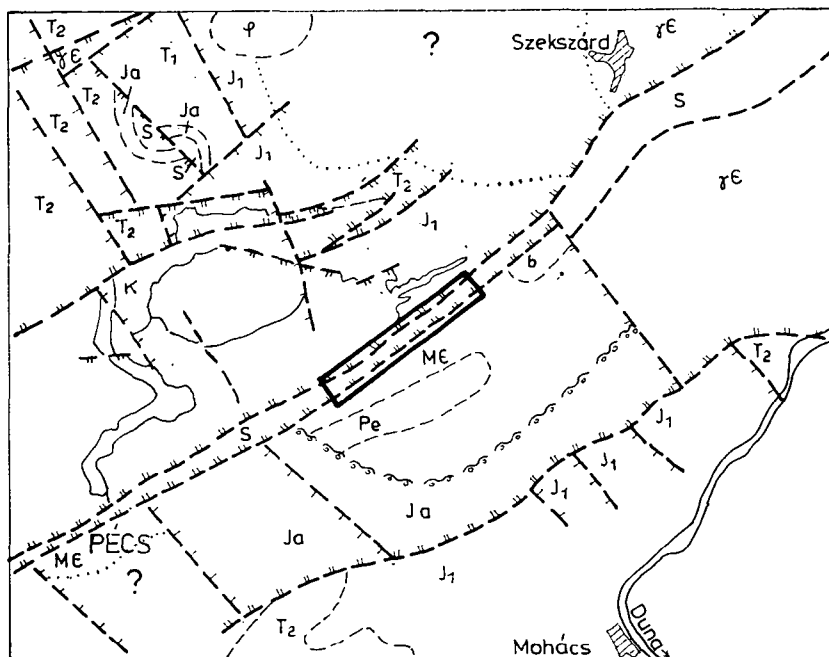 T₂
γЄ
T₁
φ
?
Szekszárd
γЄ
Ja
T₂
J₁
Ja
S
S
S
J₁
T₂
T₂
γЄ
T₂
J₁
K
b
MЄ
T₂
Pe
S
J₁
J₁
J₁
Ja
Ja
PÉCS
MЄ
?
J₁
T₂
Mohács
Duna